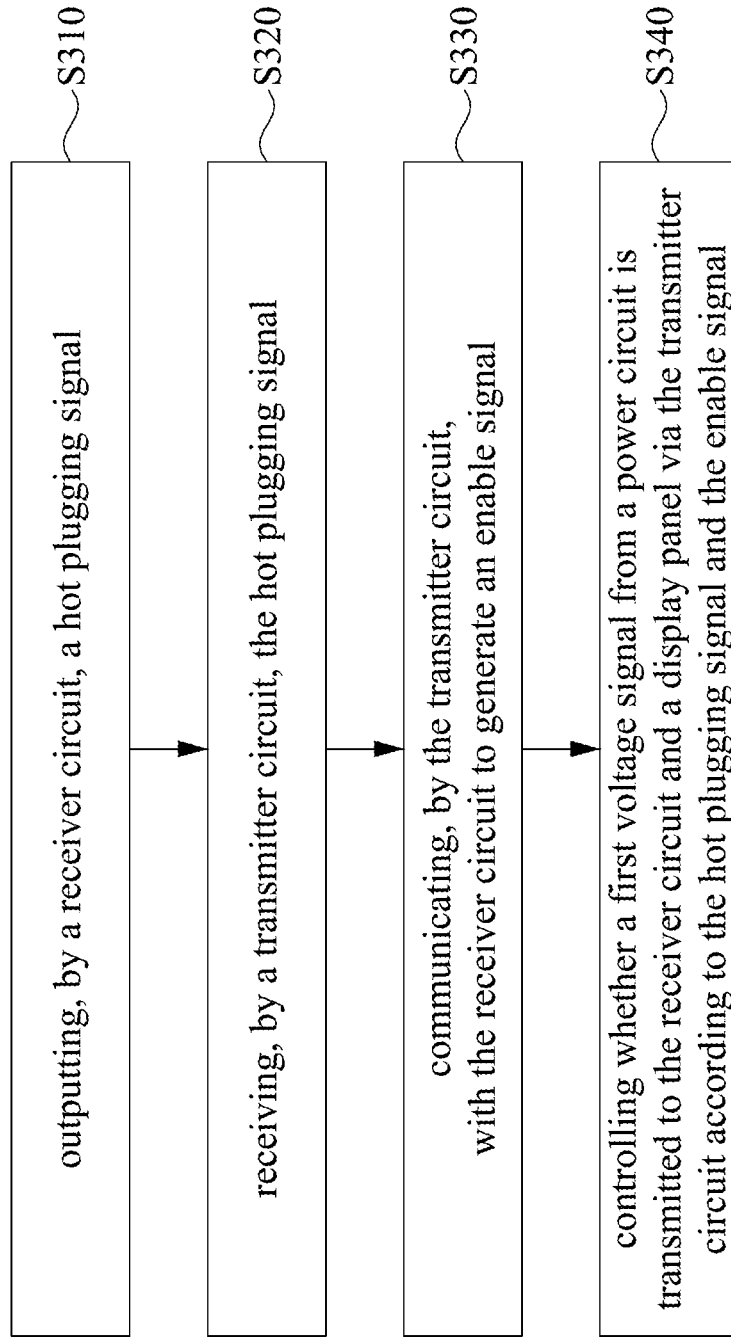 outputting, by a receiver circuit, a hot plugging signal
S310
receiving, by a transmitter circuit, the hot plugging signal
S320
communicating, by the transmitter circuit,
with the receiver circuit to generate an enable signal
S330
controlling whether a first voltage signal from a power circuit is
transmitted to the receiver circuit and a display panel via the transmitter
circuit according to the hot plugging signal and the enable signal
S340